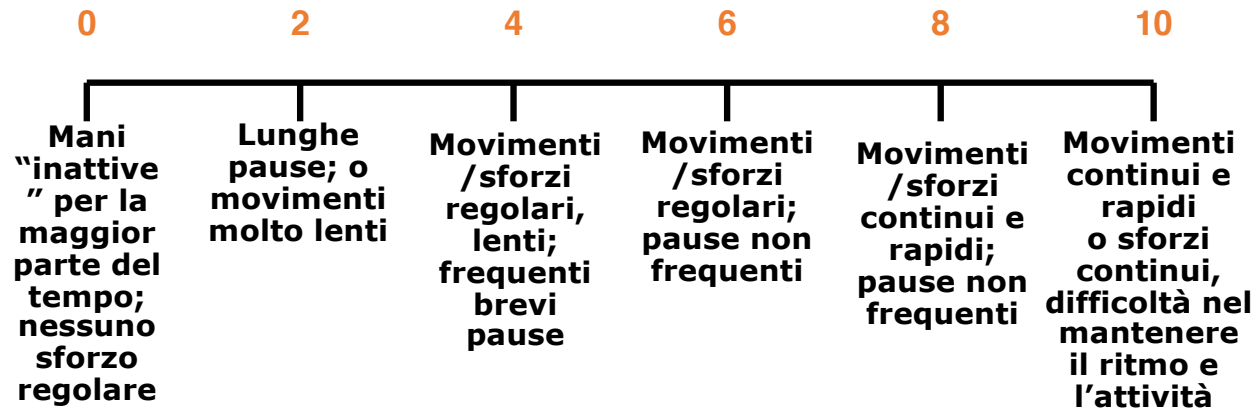 0 2 4 6 8 10
Mani
“inattive
” per la
maggior
parte del
tempo;
nessuno
sforzo
regolare
Lunghe
pause; o
movimenti
molto lenti
Movimenti
/sforzi
regolari,
lenti;
frequenti
brevi
pause
Movimenti
/sforzi
regolari;
pause non
frequenti
Movimenti
/sforzi
continui e
rapidi;
pause non
frequenti
Movimenti
continui e
rapidi
o sforzi
continui,
difficoltà nel
mantenere
il ritmo e
l’attività